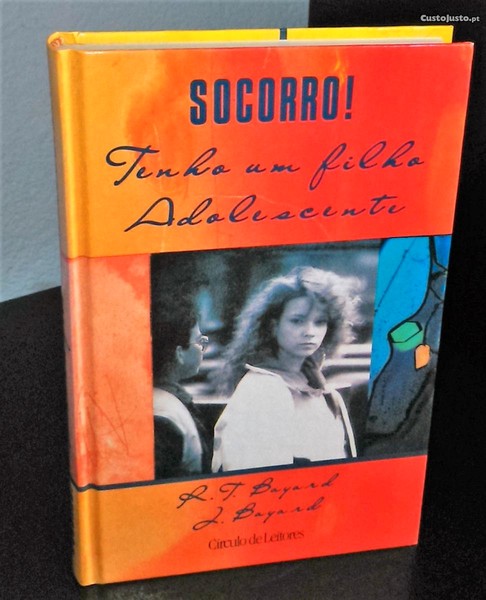 CustoJusto.pt
SOCORRO!
Tenho um filho
Adolescente
R. T. Bayard
J. Bayard
Círculo de Leitores